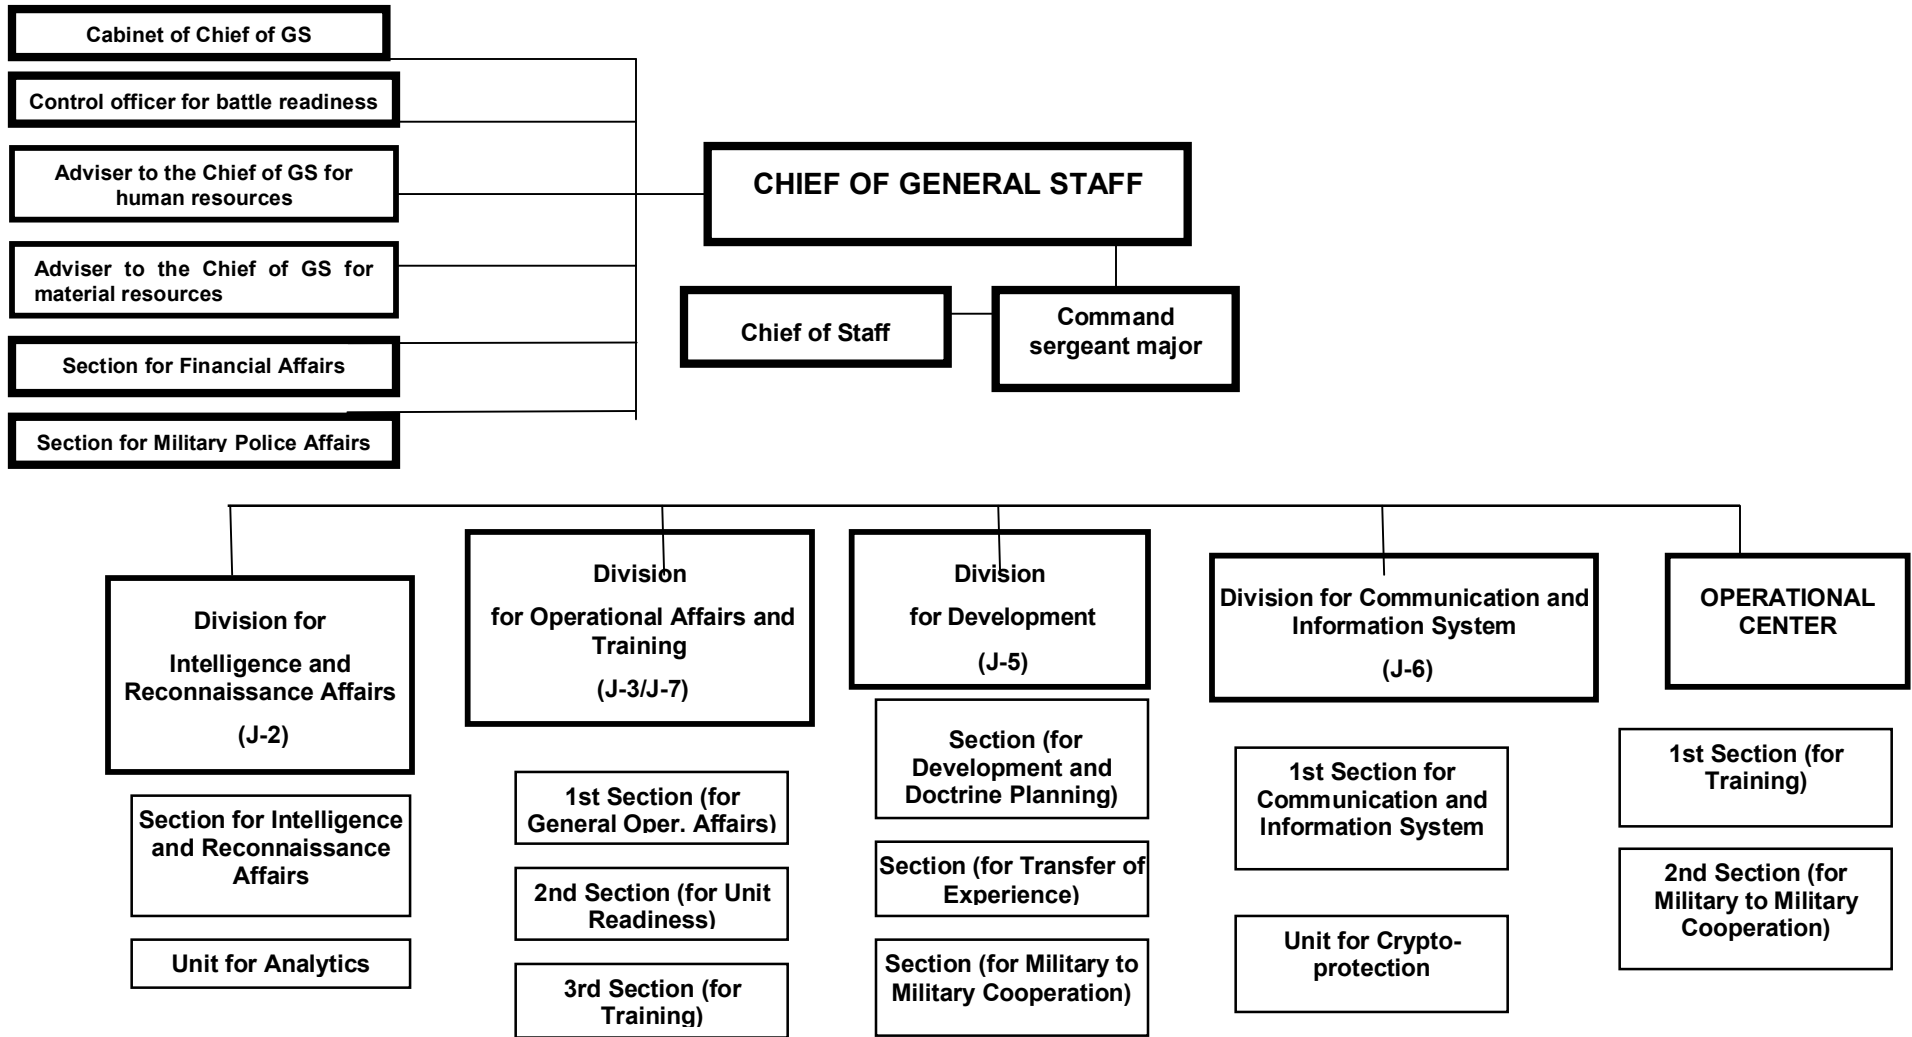 Cabinet of Chief of GS
Control officer for battle readiness
Adviser to the Chief of GS for
human resources
Adviser to the Chief of GS for
material resources
Section for Financial Affairs
Section for Military Police Affairs
CHIEF OF GENERAL STAFF
Chief of Staff
Command
sergeant major
Division for
Intelligence and
Reconnaissance Affairs
(J-2)
Section for Intelligence
and Reconnaissance
Affairs
Unit for Analytics
Division
for Operational Affairs and
Training
(J-3/J-7)
1st Section (for
General Oper. Affairs)
2nd Section (for Unit
Readiness)
3rd Section (for
Training)
Division
for Development
(J-5)
Section (for
Development and
Doctrine Planning)
Section (for Transfer of
Experience)
Section (for Military to
Military Cooperation)
Division for Communication and
Information System
(J-6)
1st Section for
Communication and
Information System
Unit for Crypto-
protection
OPERATIONAL
CENTER
1st Section (for
Training)
2nd Section (for
Military to Military
Cooperation)